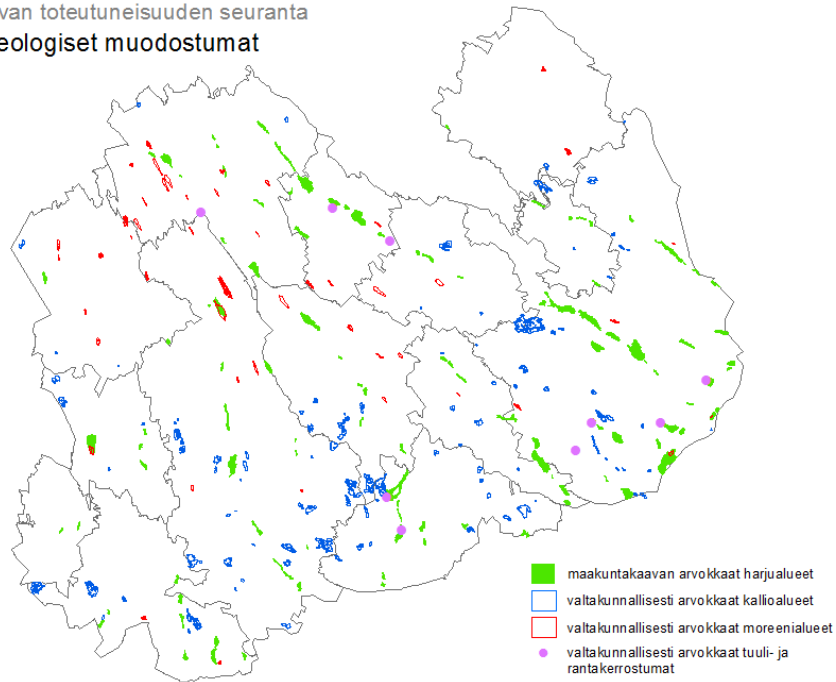 van toteutuneisuuden seuranta
eologiset muodostumat
maakuntakaavan arvokkaat harjualueet
valtakunnallisesti arvokkaat kallioalueet
valtakunnallisesti arvokkaat moreenialueet
valtakunnallisesti arvokkaat tuuli- ja
rantakerrostumat